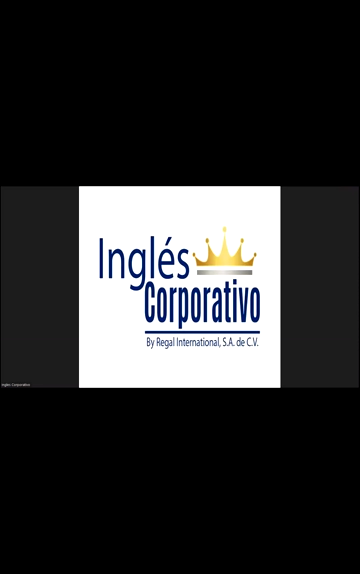 Inglés
Corporativo
By Regal International, S.A. de C.V.
Inglés Corporativo